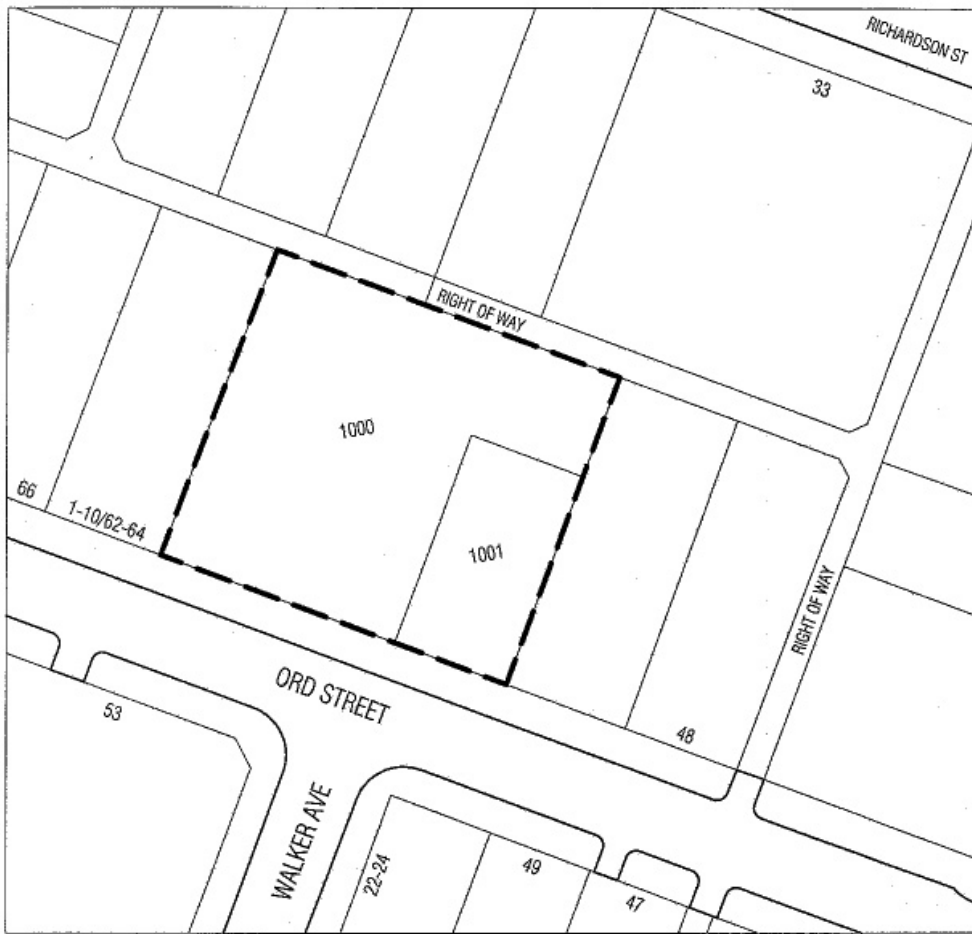 RICHARDSON ST
33
RIGHT OF WAY
1000
66
1-10/62-64
1001
RIGHT OF WAY
ORD STREET
53
48
WALKER AVE
22-24
49
47